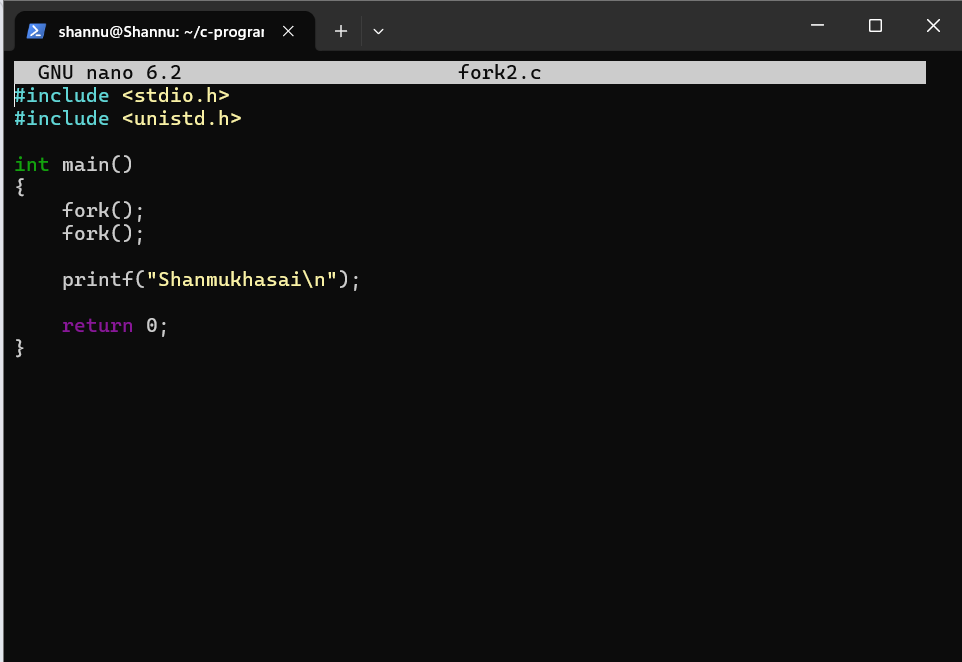 shannu@Shannu: ~/c-progra
GNU nano 6.2 fork2.c
#include <stdio.h>
#include <unistd.h>
int main()
{
    fork();
    fork();
    printf("Shanmukhasai\n");
    return 0;
}